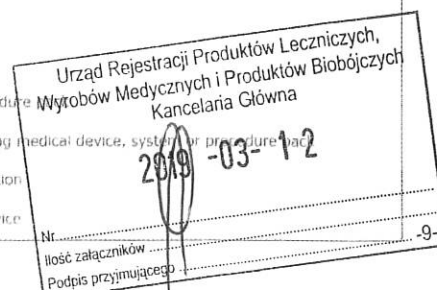 Urząd Rejestracji Produktów Leczniczych,
Wyrobów Medycznych i Produktów Biobójczych
Kancelaria Główna
dure
g medical device, system or procedure pack
2019 -03- 12
tion
vice
Nr
Ilość załączników
-9-
Podpis przyjmującego